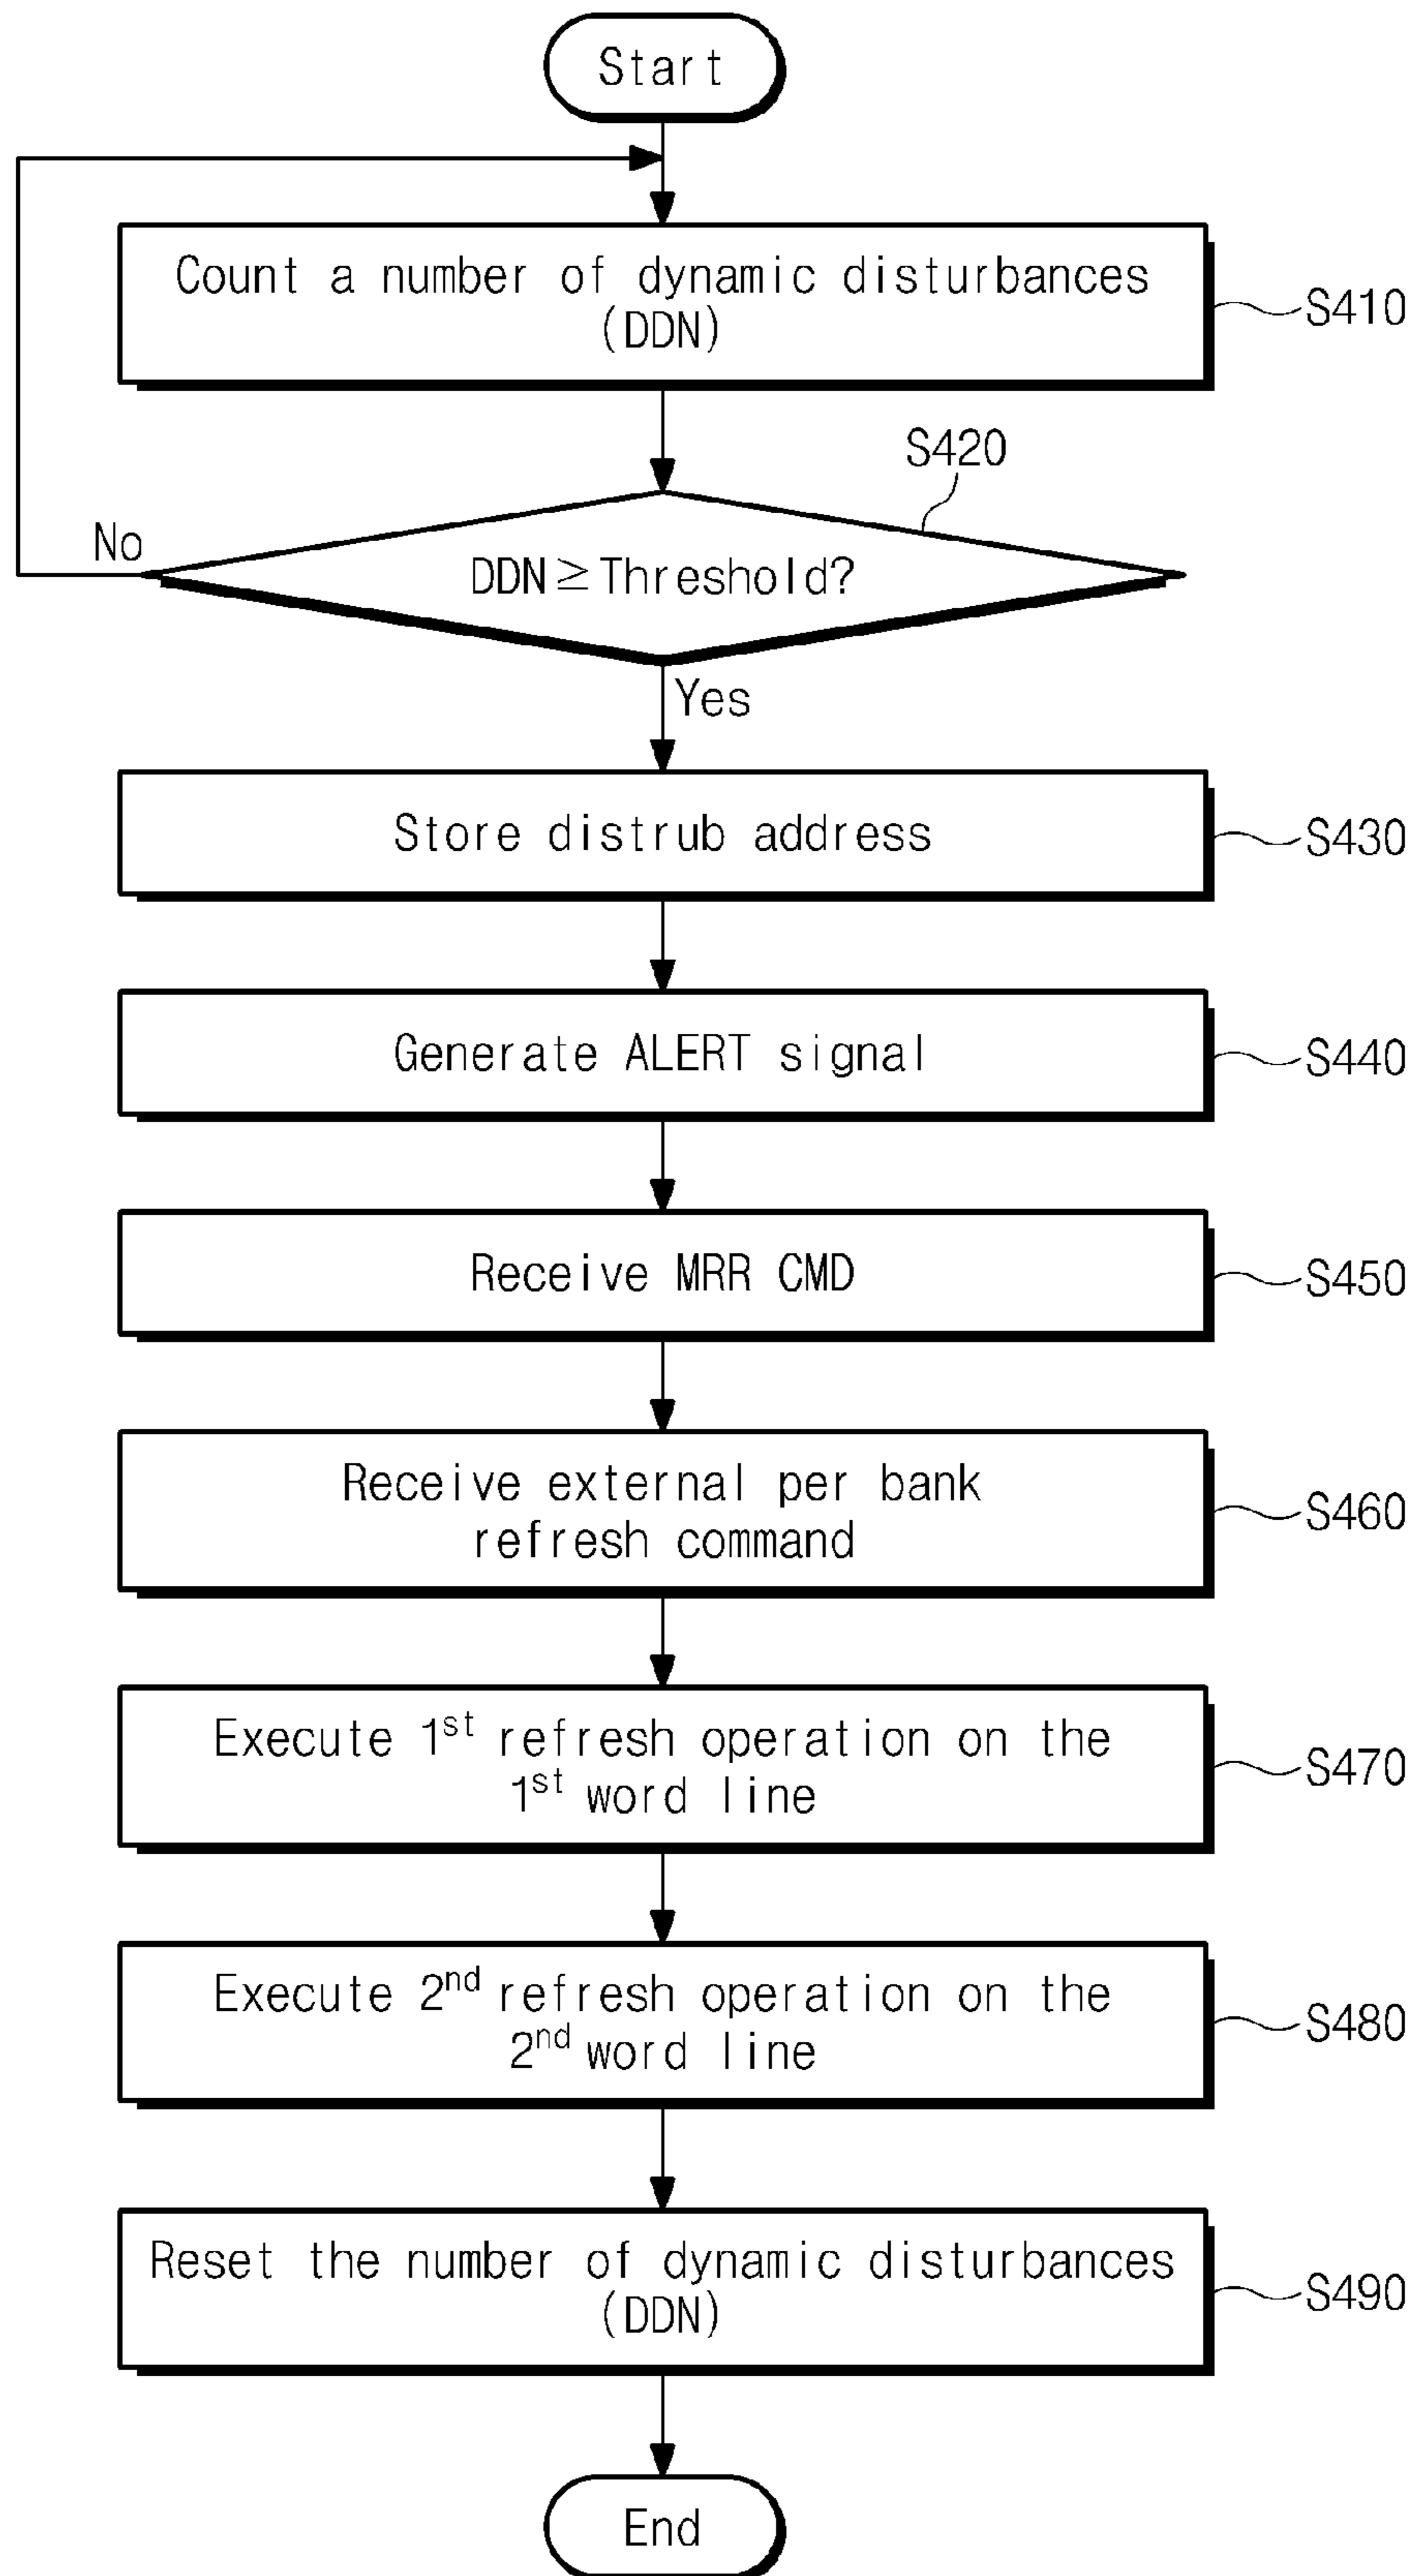 Start
Count a number of dynamic disturbances
(DDN)
S410
S420
No
DDN≧Threshold?
Yes
Store distrub address
S430
Generate ALERT signal
S440
Receive MRR CMD
S450
Receive external per bank
refresh command
S460
Execute 1st refresh operation on the
1st word line
S470
Execute 2nd refresh operation on the
2nd word line
S480
Reset the number of dynamic disturbances
(DDN)
S490
End